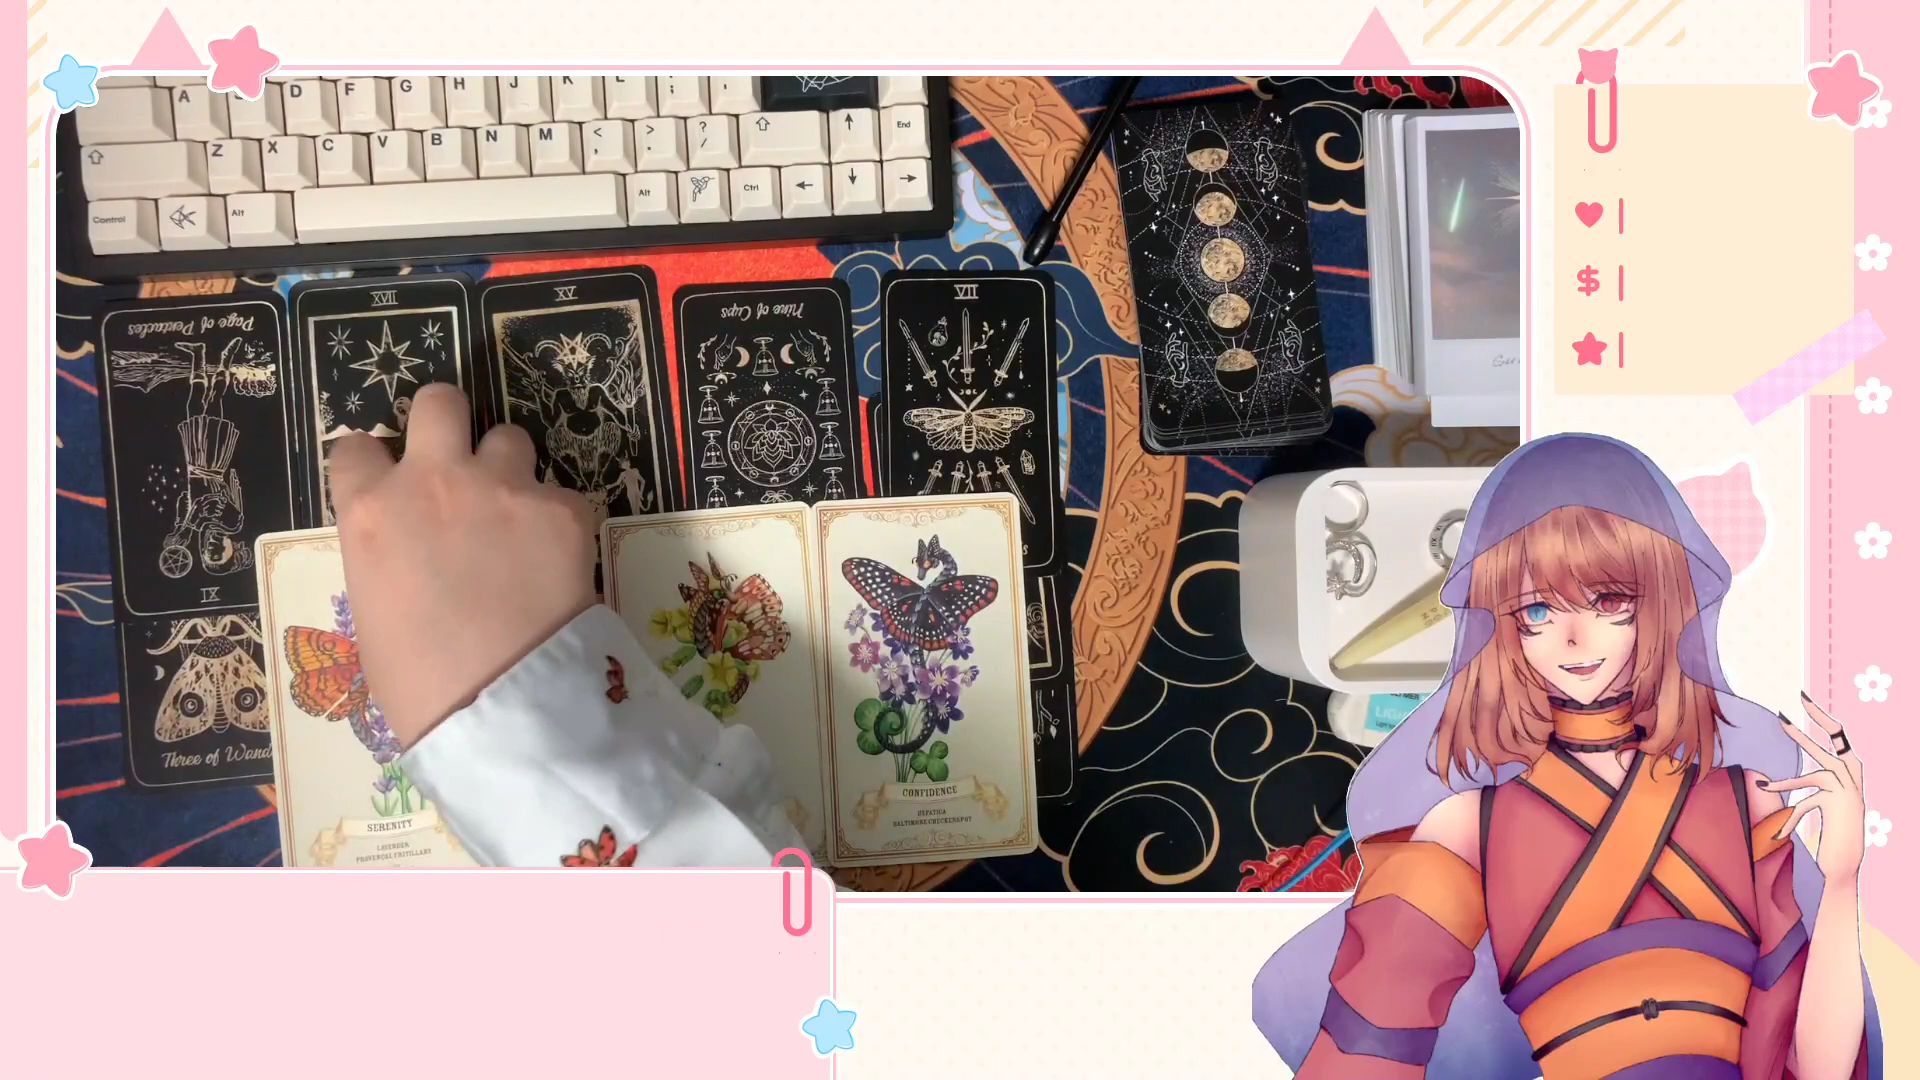 A D F G H J K L ;
Z X C V B N M < , > . ? / End
Control Alt Alt Ctrl
Page of Pentacles
XVII
XV
Nine of Cups
VII
IX
Three of Wand
SERENITY
LAVENDER
PROVENCAL FRITILLARY
CONFIDENCE
HEPATICA
BALTIMORE CHECKERSPOT
$